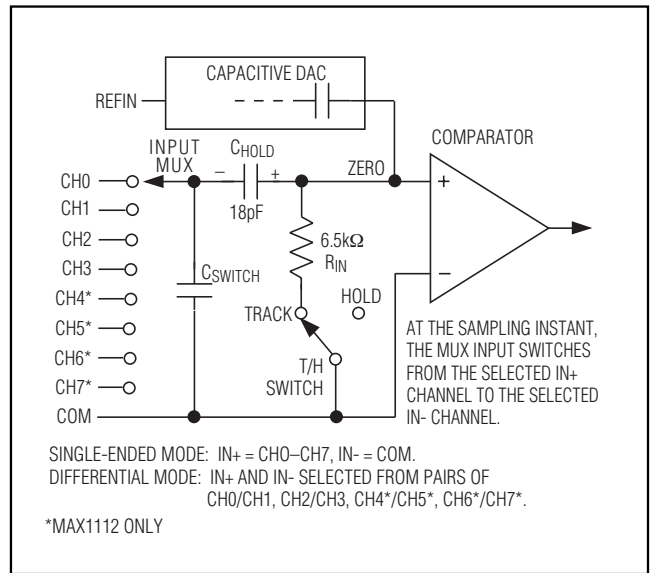 CAPACITIVE DAC
REFIN
COMPARATOR
INPUT
MUX
CHOLD
ZERO
– +
+
CH0
18pF
CH1
6.5kΩ
RIN
CH2
–
CH3
CSWITCH
HOLD
CH4*
TRACK
CH5*
AT THE SAMPLING INSTANT,
THE MUX INPUT SWITCHES
FROM THE SELECTED IN+
CHANNEL TO THE SELECTED
IN- CHANNEL.
CH6*
T/H
SWITCH
CH7*
COM
SINGLE-ENDED MODE: IN+ = CHO–CH7, IN- = COM.
DIFFERENTIAL MODE: IN+ AND IN- SELECTED FROM PAIRS OF
CH0/CH1, CH2/CH3, CH4*/CH5*, CH6*/CH7*.
*MAX1112 ONLY